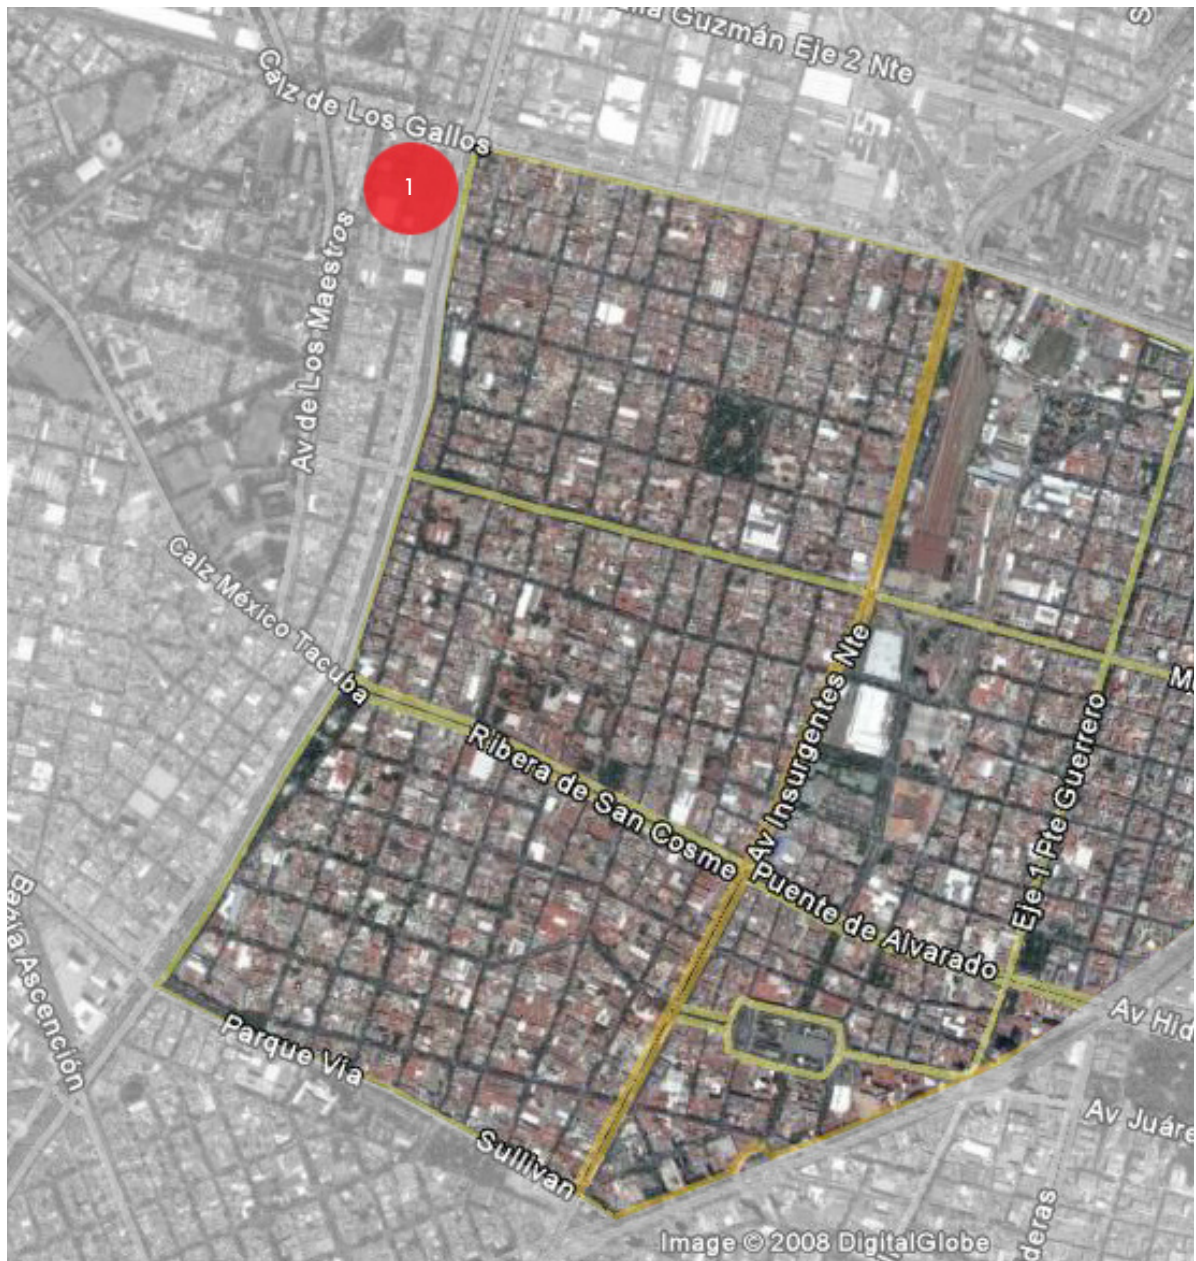 Guzmán Eje 2 Nte
Calz de Los Gallos
1
Av de Los Maestros
Calz México Tacuba
Av Insurgentes Nte
Ribera de San Cosme
Eje 1 Pte Guerrero
Puente de Alvarado
Ascención
Av Hid
Parque Vía
Av Juáre
Sullivan
deras
Image © 2008 DigitalGlobe